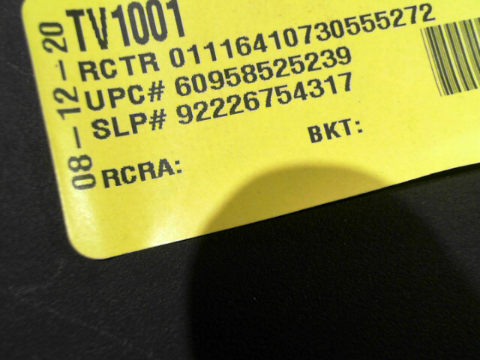 08-12-20
TV1001
RCTR 01116410730555272
UPC# 60958525239
SLP# 92226754317
RCRA:
BKT: